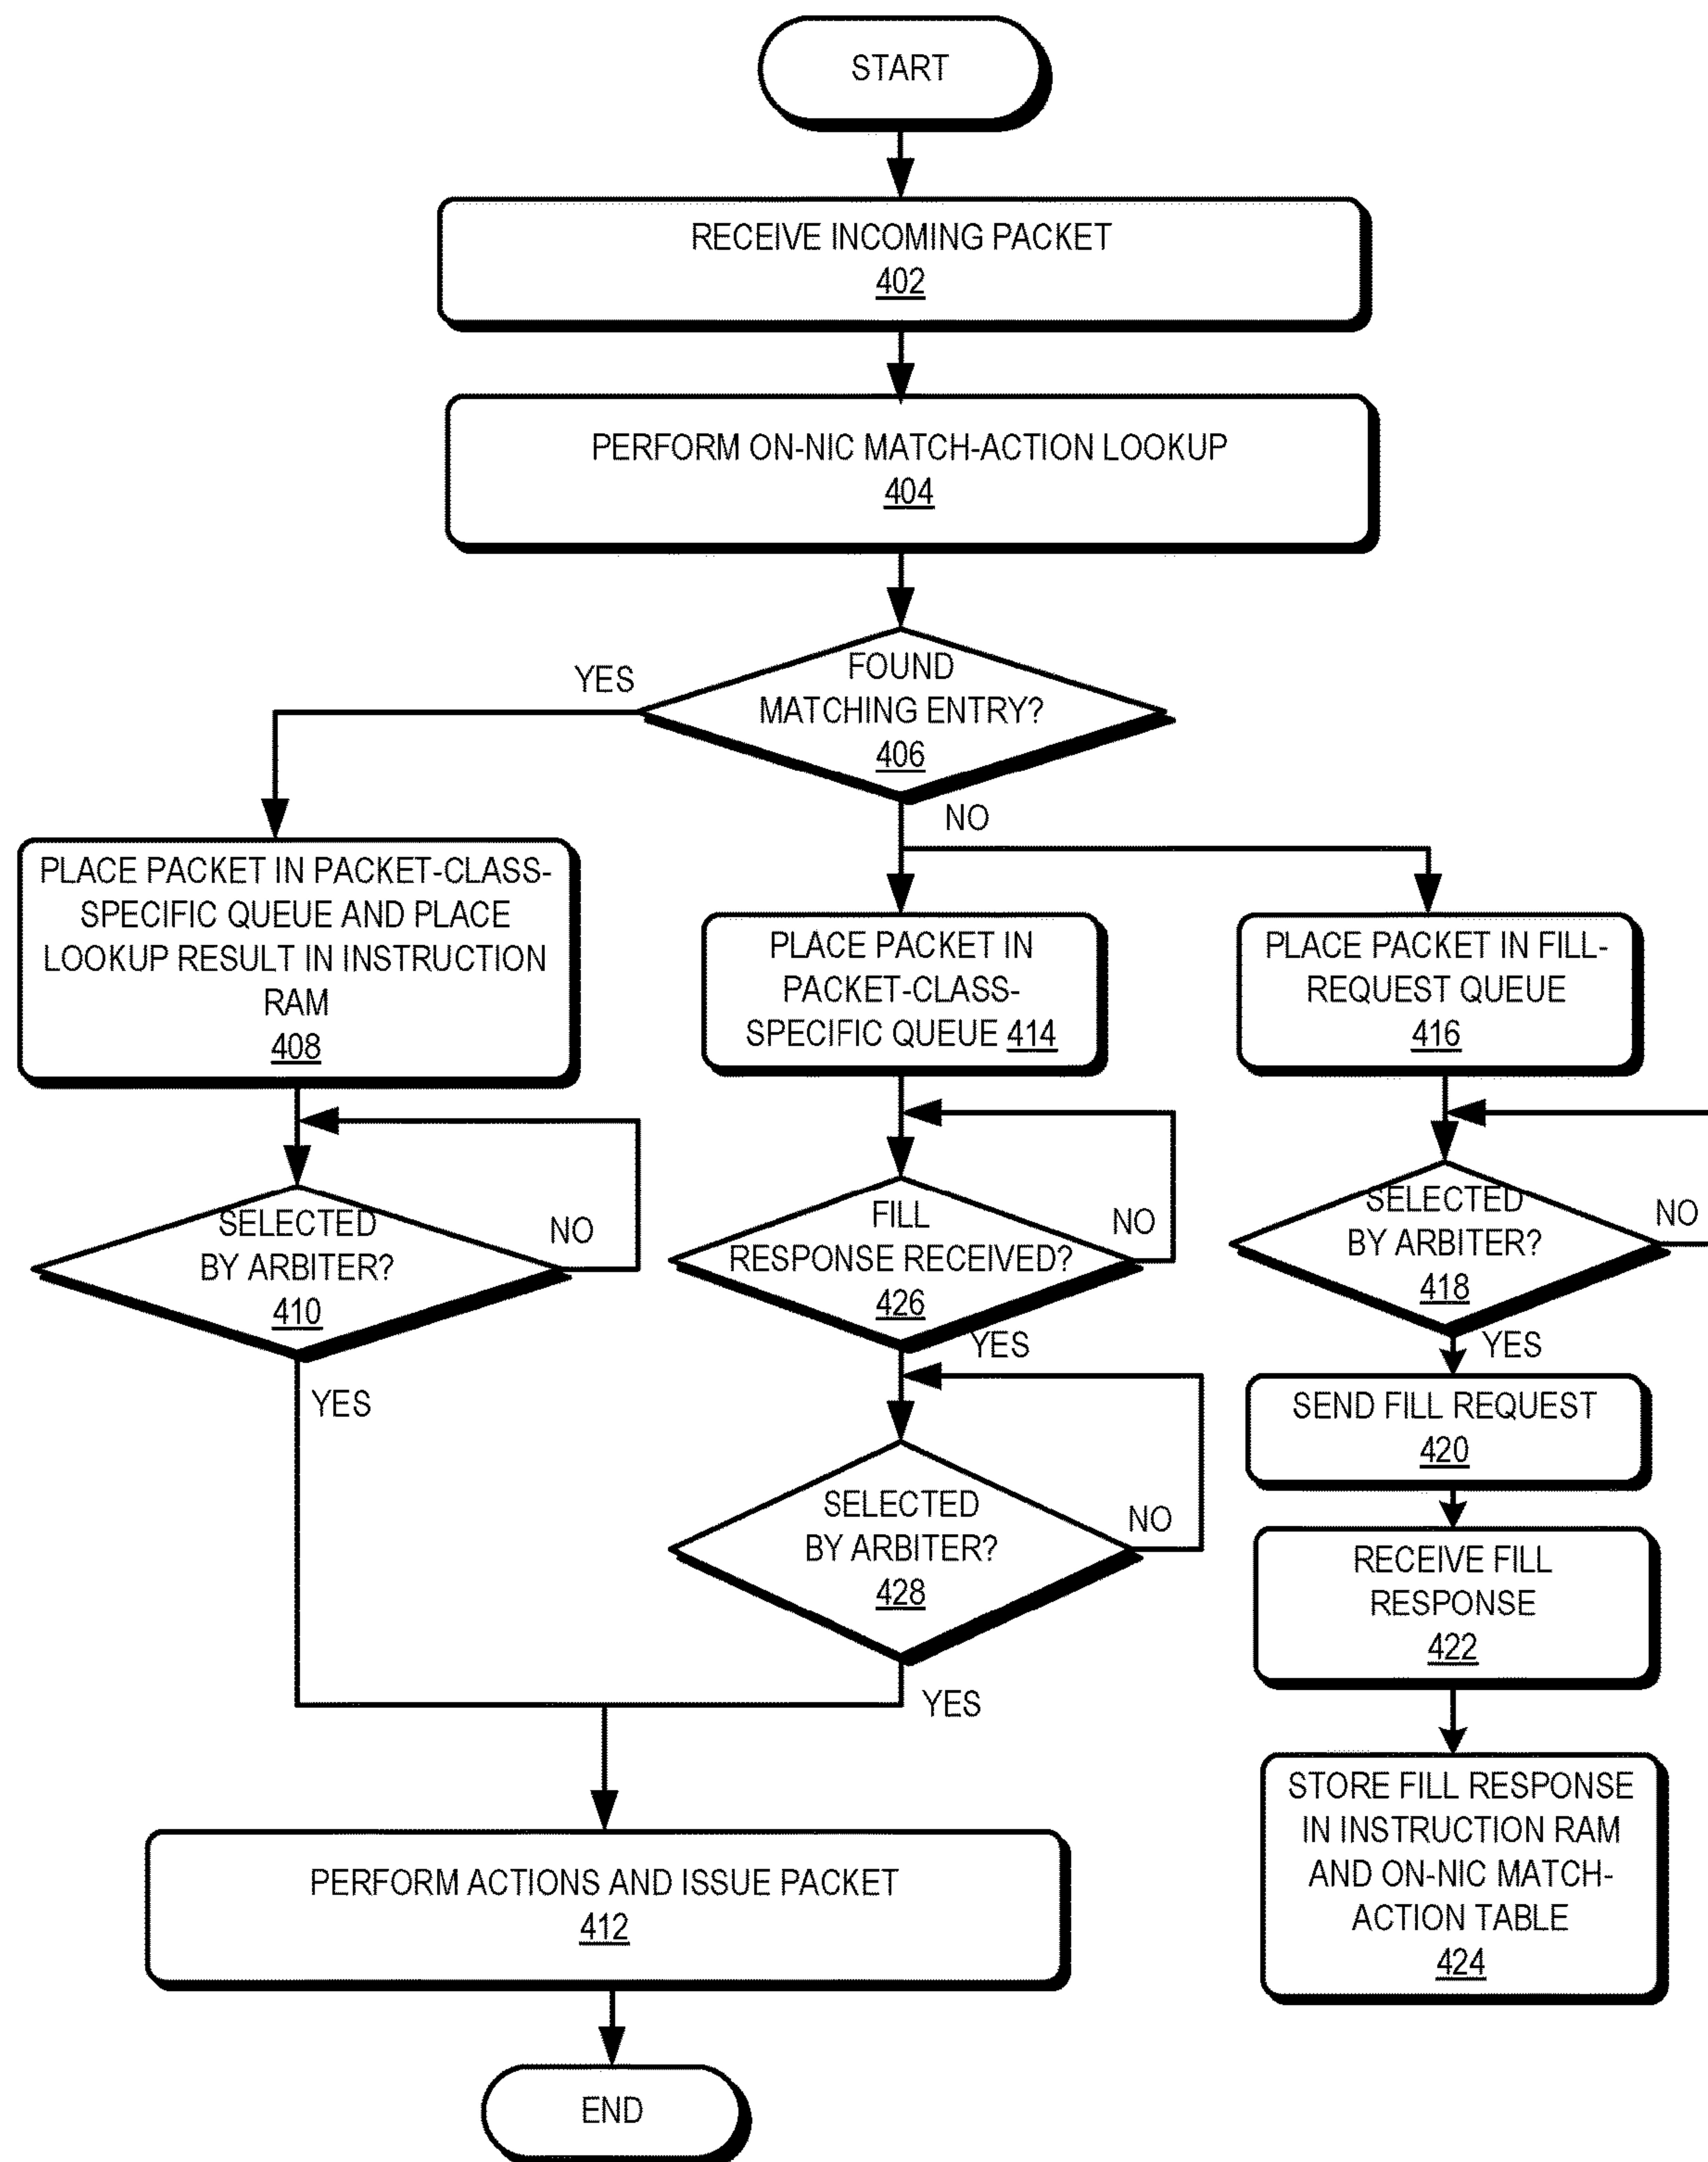 START
RECEIVE INCOMING PACKET
402
PERFORM ON-NIC MATCH-ACTION LOOKUP
404
YES
FOUND
MATCHING ENTRY?
406
NO
PLACE PACKET IN PACKET-CLASS-
SPECIFIC QUEUE AND PLACE
LOOKUP RESULT IN INSTRUCTION
RAM
408
PLACE PACKET IN
PACKET-CLASS-
SPECIFIC QUEUE 414
PLACE PACKET IN FILL-
REQUEST QUEUE
416
SELECTED
BY ARBITER?
410
NO
YES
FILL
RESPONSE RECEIVED?
426
NO
YES
SELECTED
BY ARBITER?
418
NO
YES
SELECTED
BY ARBITER?
428
NO
YES
SEND FILL REQUEST
420
RECEIVE FILL
RESPONSE
422
STORE FILL RESPONSE
IN INSTRUCTION RAM
AND ON-NIC MATCH-
ACTION TABLE
424
PERFORM ACTIONS AND ISSUE PACKET
412
END